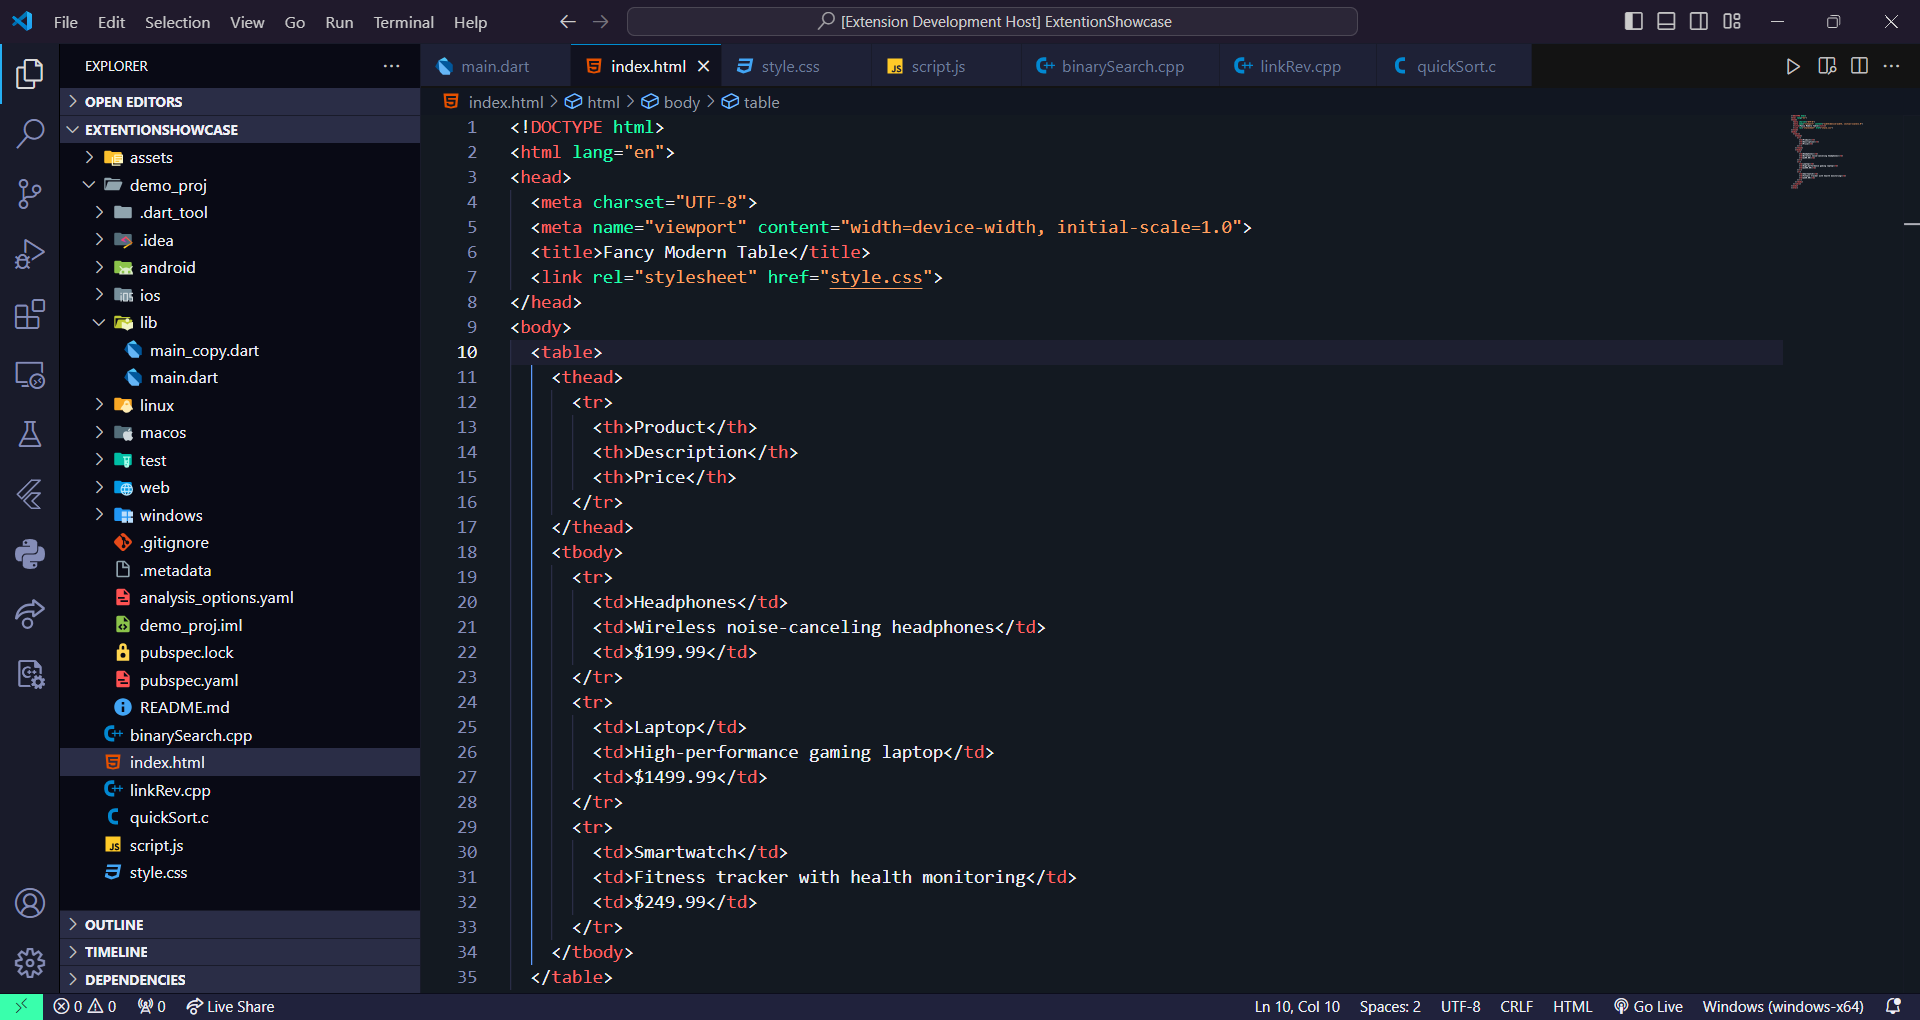 File Edit Selection View Go Run Terminal Help
[Extension Development Host] ExtentionShowcase
EXPLORER
OPEN EDITORS
EXTENTIONSHOWCASE
assets
demo_proj
.dart_tool
.idea
android
ios
lib
main_copy.dart
main.dart
linux
macos
test
web
windows
.gitignore
.metadata
analysis_options.yaml
demo_proj.iml
pubspec.lock
pubspec.yaml
README.md
binarySearch.cpp
index.html
linkRev.cpp
quickSort.c
script.js
style.css
OUTLINE
TIMELINE
DEPENDENCIES
main.dart index.html style.css script.js binarySearch.cpp linkRev.cpp quickSort.c
index.html > html > body > table
1 <!DOCTYPE html>
2 <html lang="en">
3 <head>
4 <meta charset="UTF-8">
5 <meta name="viewport" content="width=device-width, initial-scale=1.0">
6 <title>Fancy Modern Table</title>
7 <link rel="stylesheet" href="style.css">
8 </head>
9 <body>
10 <table>
11 <thead>
12 <tr>
13 <th>Product</th>
14 <th>Description</th>
15 <th>Price</th>
16 </tr>
17 </thead>
18 <tbody>
19 <tr>
20 <td>Headphones</td>
21 <td>Wireless noise-canceling headphones</td>
22 <td>$199.99</td>
23 </tr>
24 <tr>
25 <td>Laptop</td>
26 <td>High-performance gaming laptop</td>
27 <td>$1499.99</td>
28 </tr>
29 <tr>
30 <td>Smartwatch</td>
31 <td>Fitness tracker with health monitoring</td>
32 <td>$249.99</td>
33 </tr>
34 </tbody>
35 </table>
0 0 0 Live Share
Ln 10, Col 10 Spaces: 2 UTF-8 CRLF HTML Go Live Windows (windows-x64)